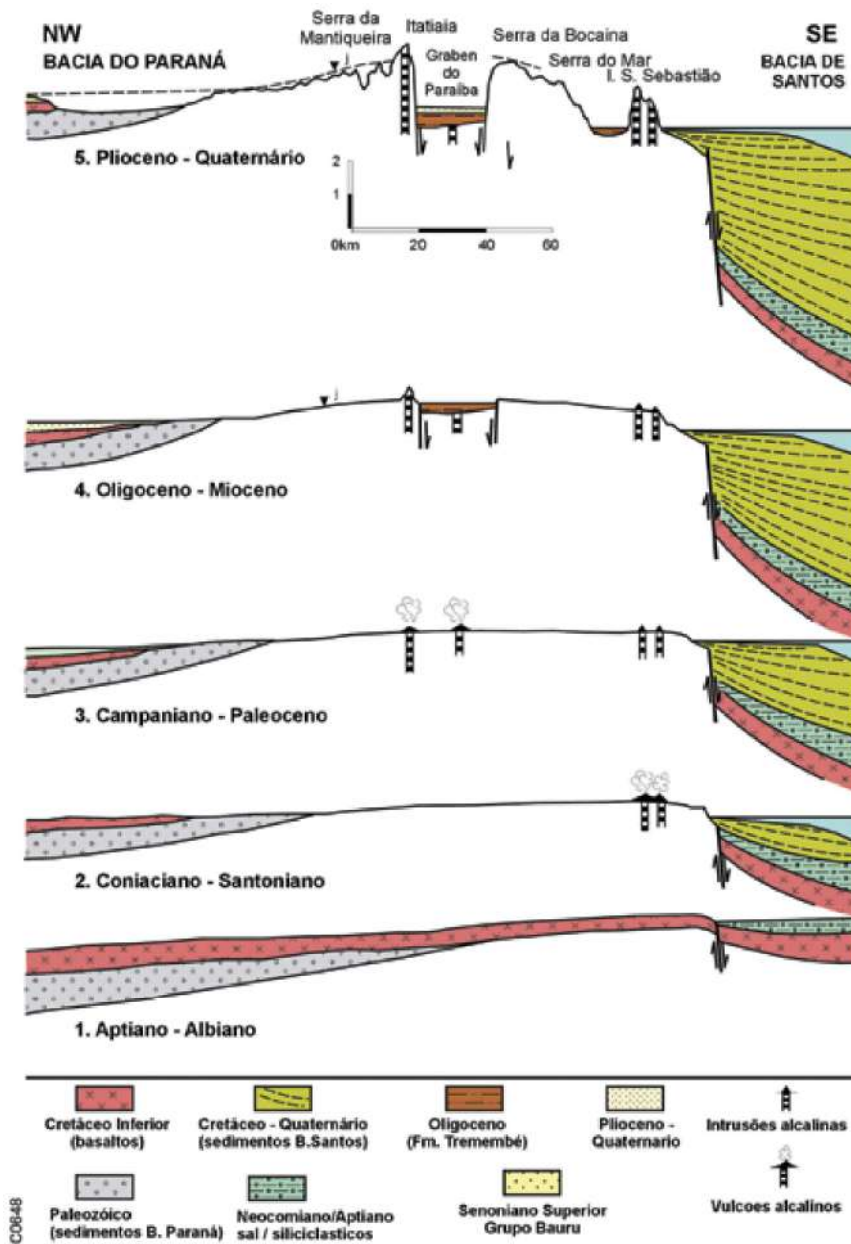 NW
BACIA DO PARANÁ
Serra da
Mantiqueira
j
Itatiaia
Graben
do
Paraíba
Serra da Bocaina
Serra do Mar
I. S. Sebastião
SE
BACIA DE
SANTOS
5. Plioceno - Quaternário
2
1
0km
20
40
60
j
4. Oligoceno - Mioceno
3. Campaniano - Paleoceno
2. Coniaciano - Santoniano
1. Aptiano - Albiano
Cretáceo Inferior
(basaltos)
Cretáceo - Quaternário
(sedimentos B.Santos)
Oligoceno
(Fm. Tremembé)
Plioceno -
Quaternario
Intrusões alcalinas
Paleozóico
(sedimentos B. Paraná)
Neocomiano/Aptiano
sal / siliciclasticos
Senoniano Superior
Grupo Bauru
Vulcoes alcalinos
C0648